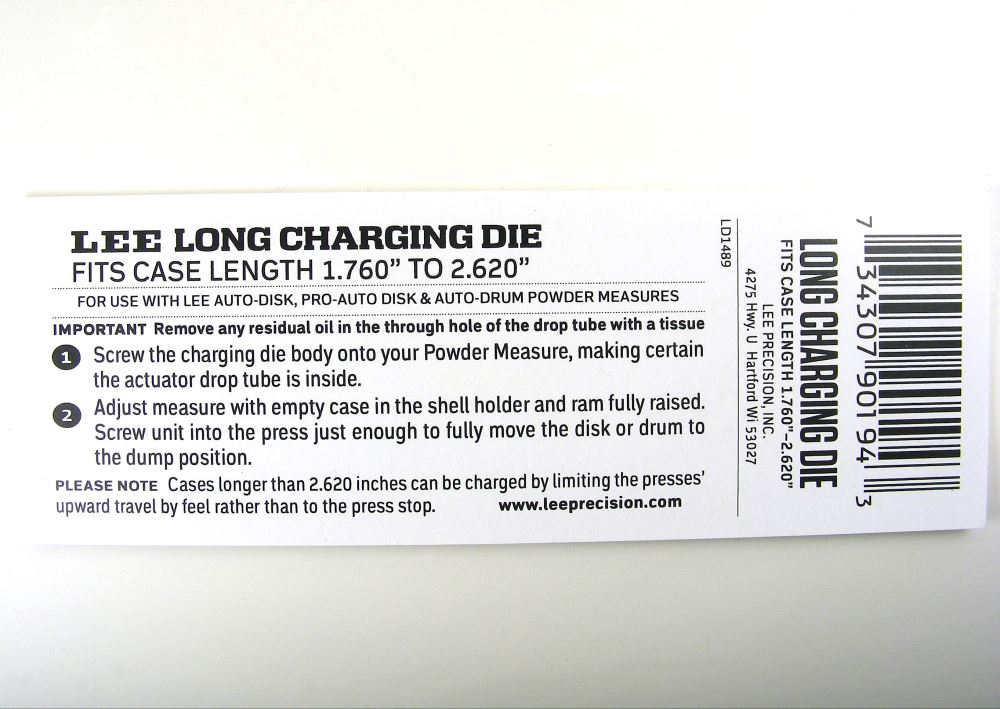 LEE LONG CHARGING DIE
FITS CASE LENGTH 1.760” TO 2.620”
FOR USE WITH LEE AUTO-DISK, PRO-AUTO DISK & AUTO-DRUM POWDER MEASURES
IMPORTANT Remove any residual oil in the through hole of the drop tube with a tissue
1 Screw the charging die body onto your Powder Measure, making certain
the actuator drop tube is inside.
2 Adjust measure with empty case in the shell holder and ram fully raised.
Screw unit into the press just enough to fully move the disk or drum to
the dump position.
PLEASE NOTE Cases longer than 2.620 inches can be charged by limiting the presses’
upward travel by feel rather than to the press stop. www.leeprecision.com
LD1489
LONG CHARGING DIE
FITS CASE LENGTH 1.760”-2.620”
LEE PRECISION, INC.
4275 Hwy. U Hartford Wi 53027
7 34307 90194 3